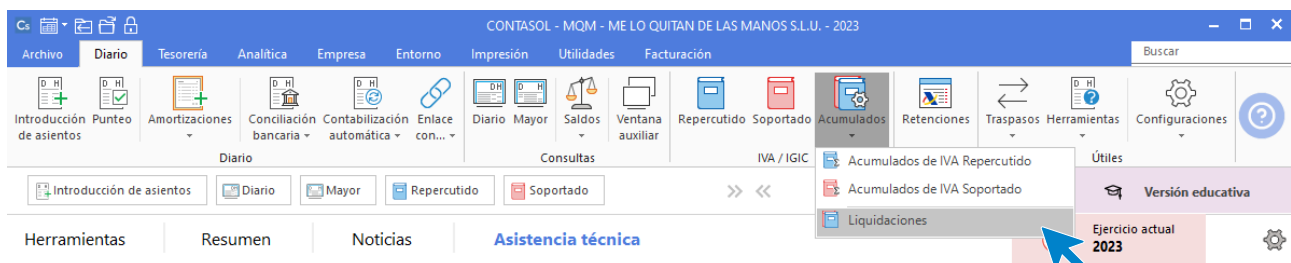 Cs CONTASOL - MQM - ME LO QUITAN DE LAS MANOS S.L.U. - 2023
Archivo Diario Tesorería Analítica Empresa Entorno Impresión Utilidades Facturación Buscar
D H D H D H DH D H D H
Introducción Punteo Amortizaciones Conciliación Contabilización Enlace Diario Mayor Saldos Ventana Repercutido Soportado Acumulados Retenciones Traspasos Herramientas Configuraciones
de asientos bancaria automática con... auxiliar
Diario Consultas IVA / IGIC Útiles
Acumulados de IVA Repercutido
Introducción de asientos Diario Mayor Repercutido Soportado Acumulados de IVA Soportado Versión educativa
Liquidaciones
Herramientas Resumen Noticias Asistencia técnica Ejercicio actual
2023